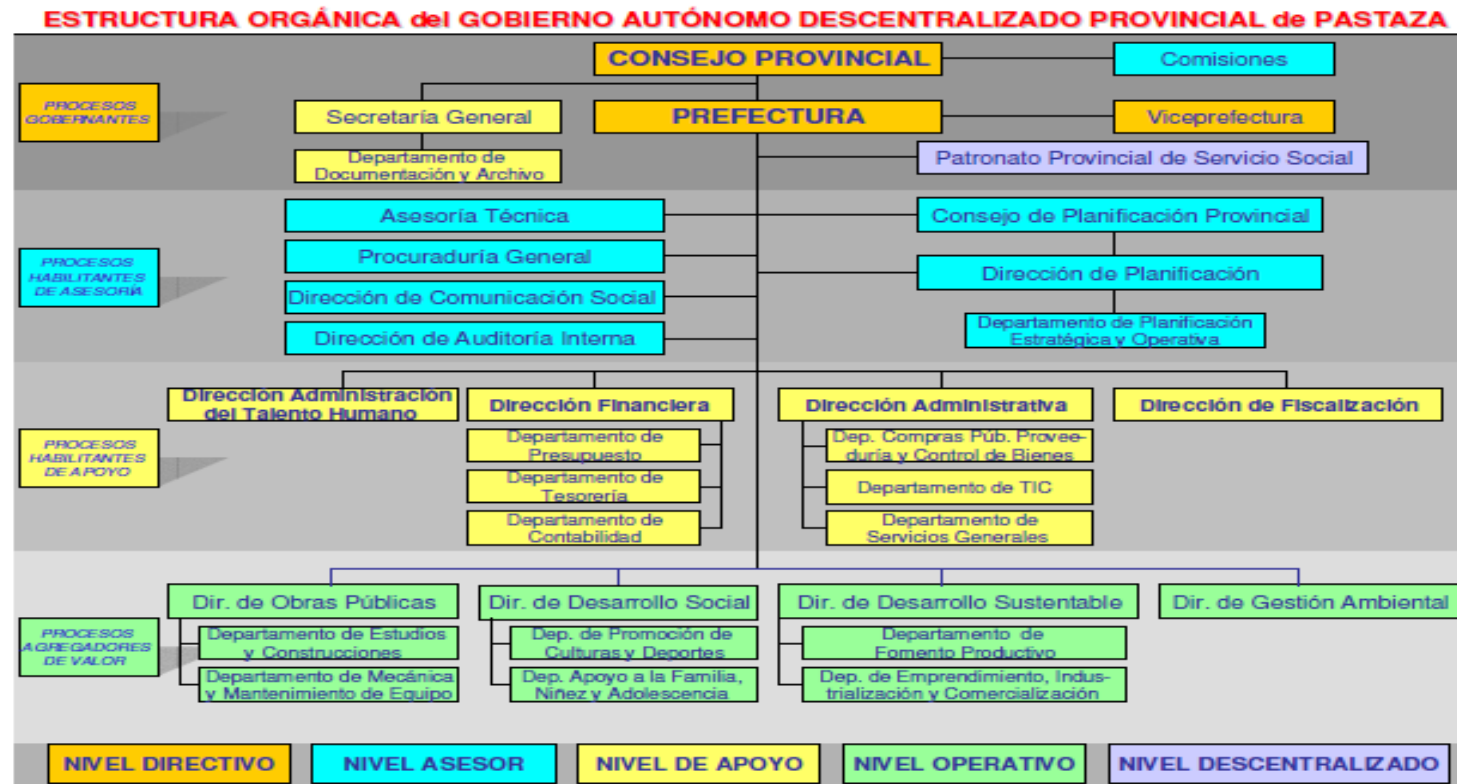 ESTRUCTURA ORGÁNICA del GOBIERNO AUTÓNOMO DESCENTRALIZADO PROVINCIAL de PASTAZA
CONSEJO PROVINCIAL
Comisiones
PROCESOS
GOBERNANTES
Secretaría General
PREFECTURA
Viceprefectura
Departamento de
Documentación y Archivo
Patronato Provincial de Servicio Social
Asesoría Técnica
Consejo de Planificación Provincial
PROCESOS
HABILITANTES
DE ASESORÍA
Procuraduría General
Dirección de Planificación
Dirección de Comunicación Social
Dirección de Auditoría Interna
Departamento de Planificación
Estratégica y Operativa
Dirección Administración
del Talento Humano
Dirección Financiera
Dirección Administrativa
Dirección de Fiscalización
PROCESOS
HABILITANTES
DE APOYO
Departamento de
Presupuesto
Dep. Compras Púb. Provee-
duría y Control de Bienes
Departamento de
Tesorería
Departamento de TIC
Departamento de
Contabilidad
Departamento de
Servicios Generales
Dir. de Obras Públicas
Dir. de Desarrollo Social
Dir. de Desarrollo Sustentable
Dir. de Gestión Ambiental
PROCESOS
AGREGADORES
DE VALOR
Departamento de Estudios
y Construcciones
Dep. de Promoción de
Culturas y Deportes
Departamento de
Fomento Productivo
Departamento de Mecánica
y Mantenimiento de Equipo
Dep. Apoyo a la Familia,
Niñez y Adolescencia
Dep. de Emprendimiento, Indus-
trialización y Comercialización
NIVEL DIRECTIVO
NIVEL ASESOR
NIVEL DE APOYO
NIVEL OPERATIVO
NIVEL DESCENTRALIZADO